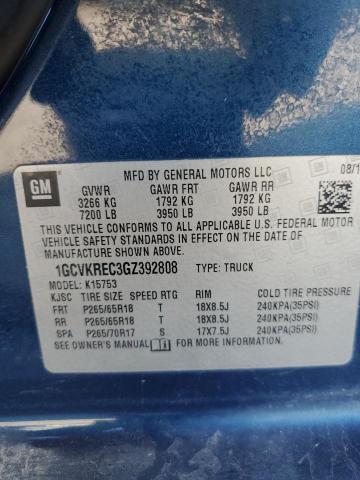 MFD BY GENERAL MOTORS LLC 08/1
GM GVWR GAWR FRT GAWR RR
3266 KG 1792 KG 1792 KG
7200 LB 3950 LB 3950 LB
THIS VEHICLE CONFORMS TO ALL APPLICABLE U.S. FEDERAL MOTOR
VEHICLE SAFETY STANDARDS IN EFFECT ON THE DATE OF
MANUFACTURE SHOWN ABOVE.
1GCVKREC3GZ392808 TYPE: TRUCK
MODEL: K15753
KJSC TIRE SIZE SPEED RTG RIM COLD TIRE PRESSURE
FRT P265/65R18 T 18X8.5J 240KPA(35PSI)
RR P265/65R18 T 18X8.5J 240KPA(35PSI)
SPA P265/70R17 S 17X7.5J 240KPA(35PSI)
SEE OWNER'S MANUAL FOR MORE INFORMATION.